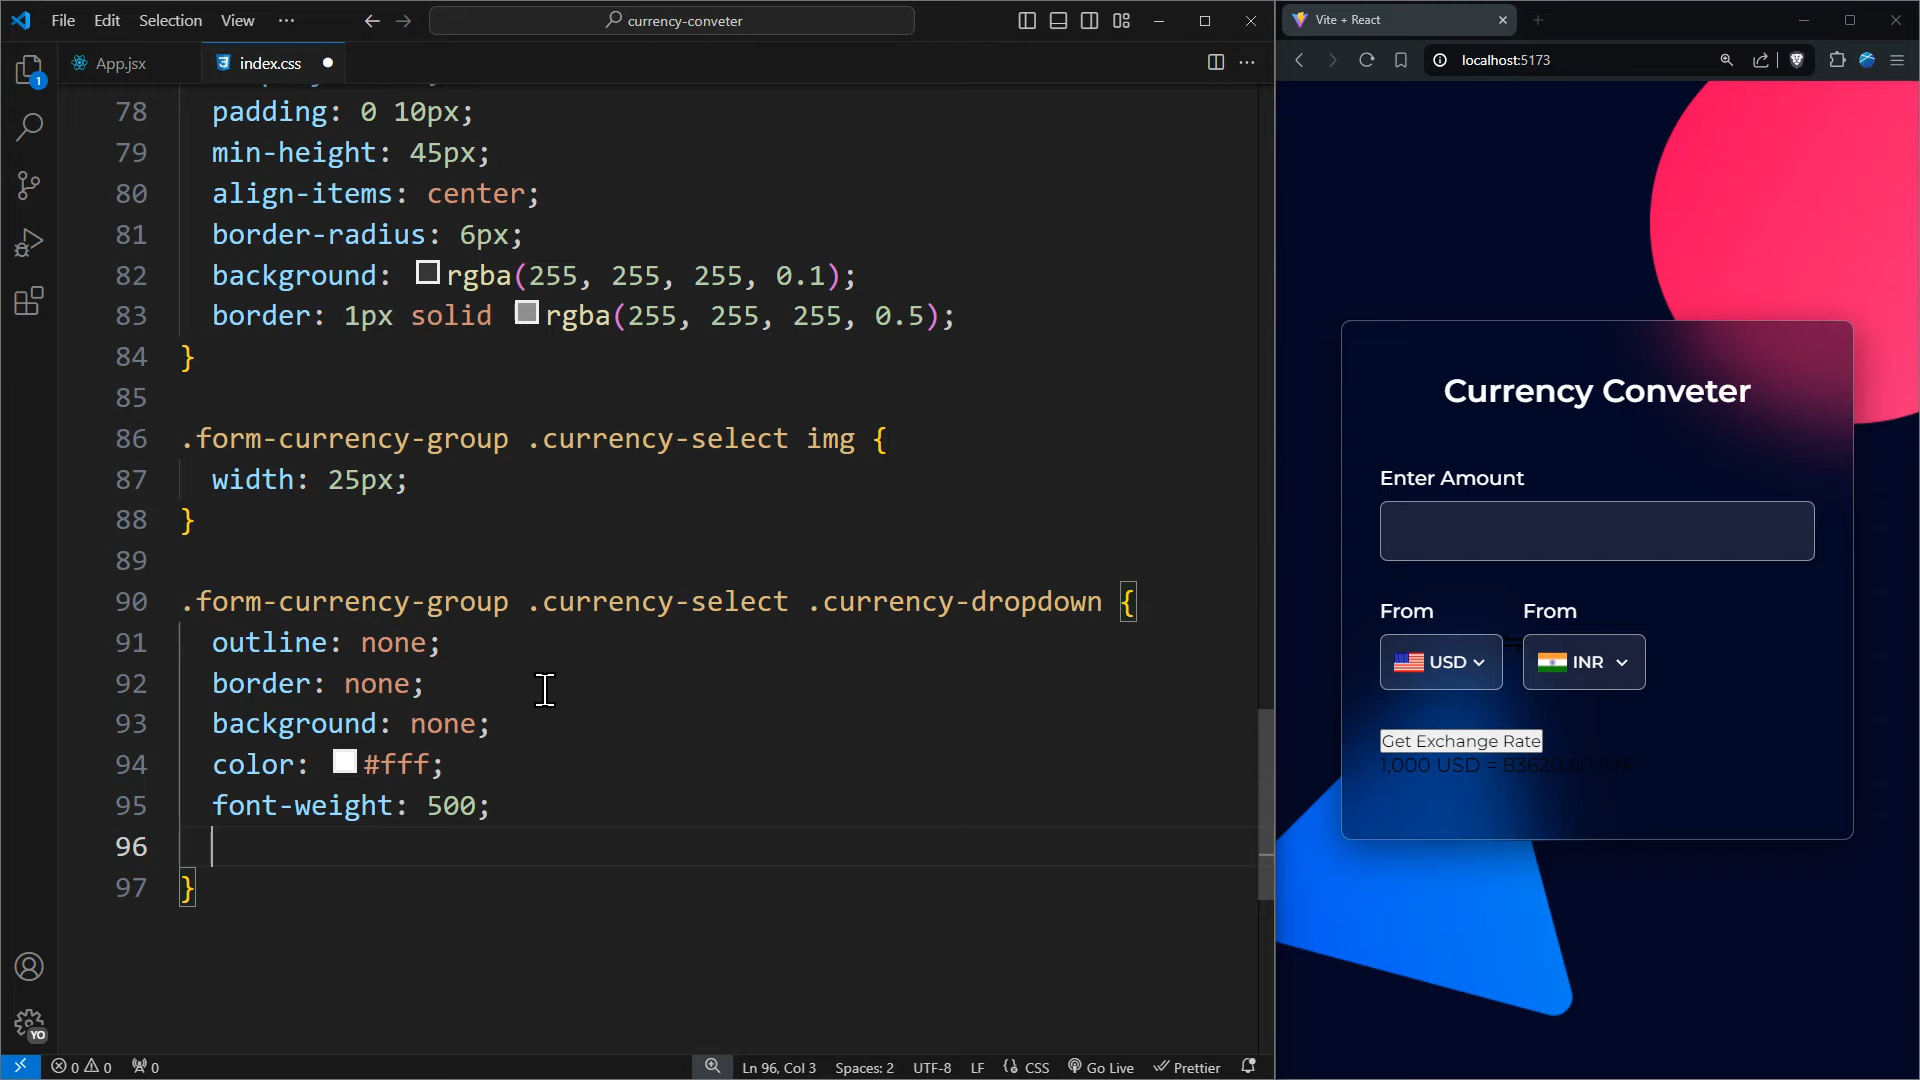 File Edit Selection View ··· currency-conveter
App.jsx index.css
78 padding: 0 10px;
79 min-height: 45px;
80 align-items: center;
81 border-radius: 6px;
82 background: rgba(255, 255, 255, 0.1);
83 border: 1px solid rgba(255, 255, 255, 0.5);
84 }
85
86 .form-currency-group .currency-select img {
87 width: 25px;
88 }
89
90 .form-currency-group .currency-select .currency-dropdown {
91 outline: none;
92 border: none;
93 background: none;
94 color: #fff;
95 font-weight: 500;
96
97 }
1
YO
0 0 0 Ln 96, Col 3 Spaces: 2 UTF-8 LF CSS Go Live Prettier
Vite + React
localhost:5173
Currency Conveter
Enter Amount
From From
USD INR
Get Exchange Rate
1,000 USD =